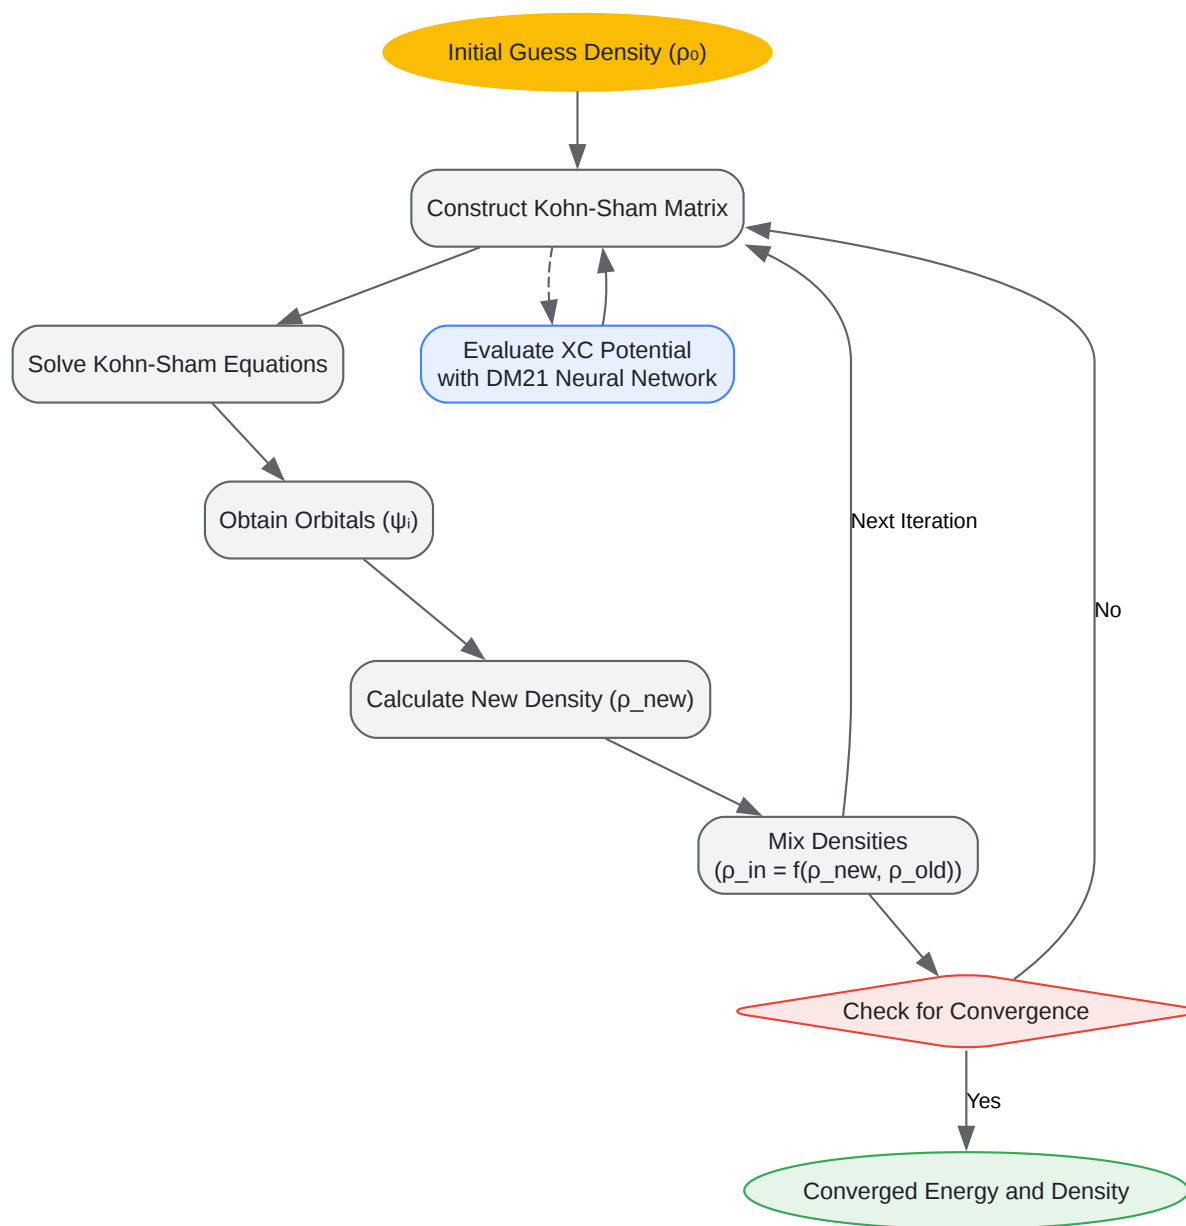 Initial Guess Density (ρ₀)
Construct Kohn-Sham Matrix
Solve Kohn-Sham Equations
Evaluate XC Potential
with DM21 Neural Network
Obtain Orbitals (ψᵢ)
Next Iteration
No
Calculate New Density (ρ_new)
Mix Densities
(ρ_in = f(ρ_new, ρ_old))
Check for Convergence
Yes
Converged Energy and Density